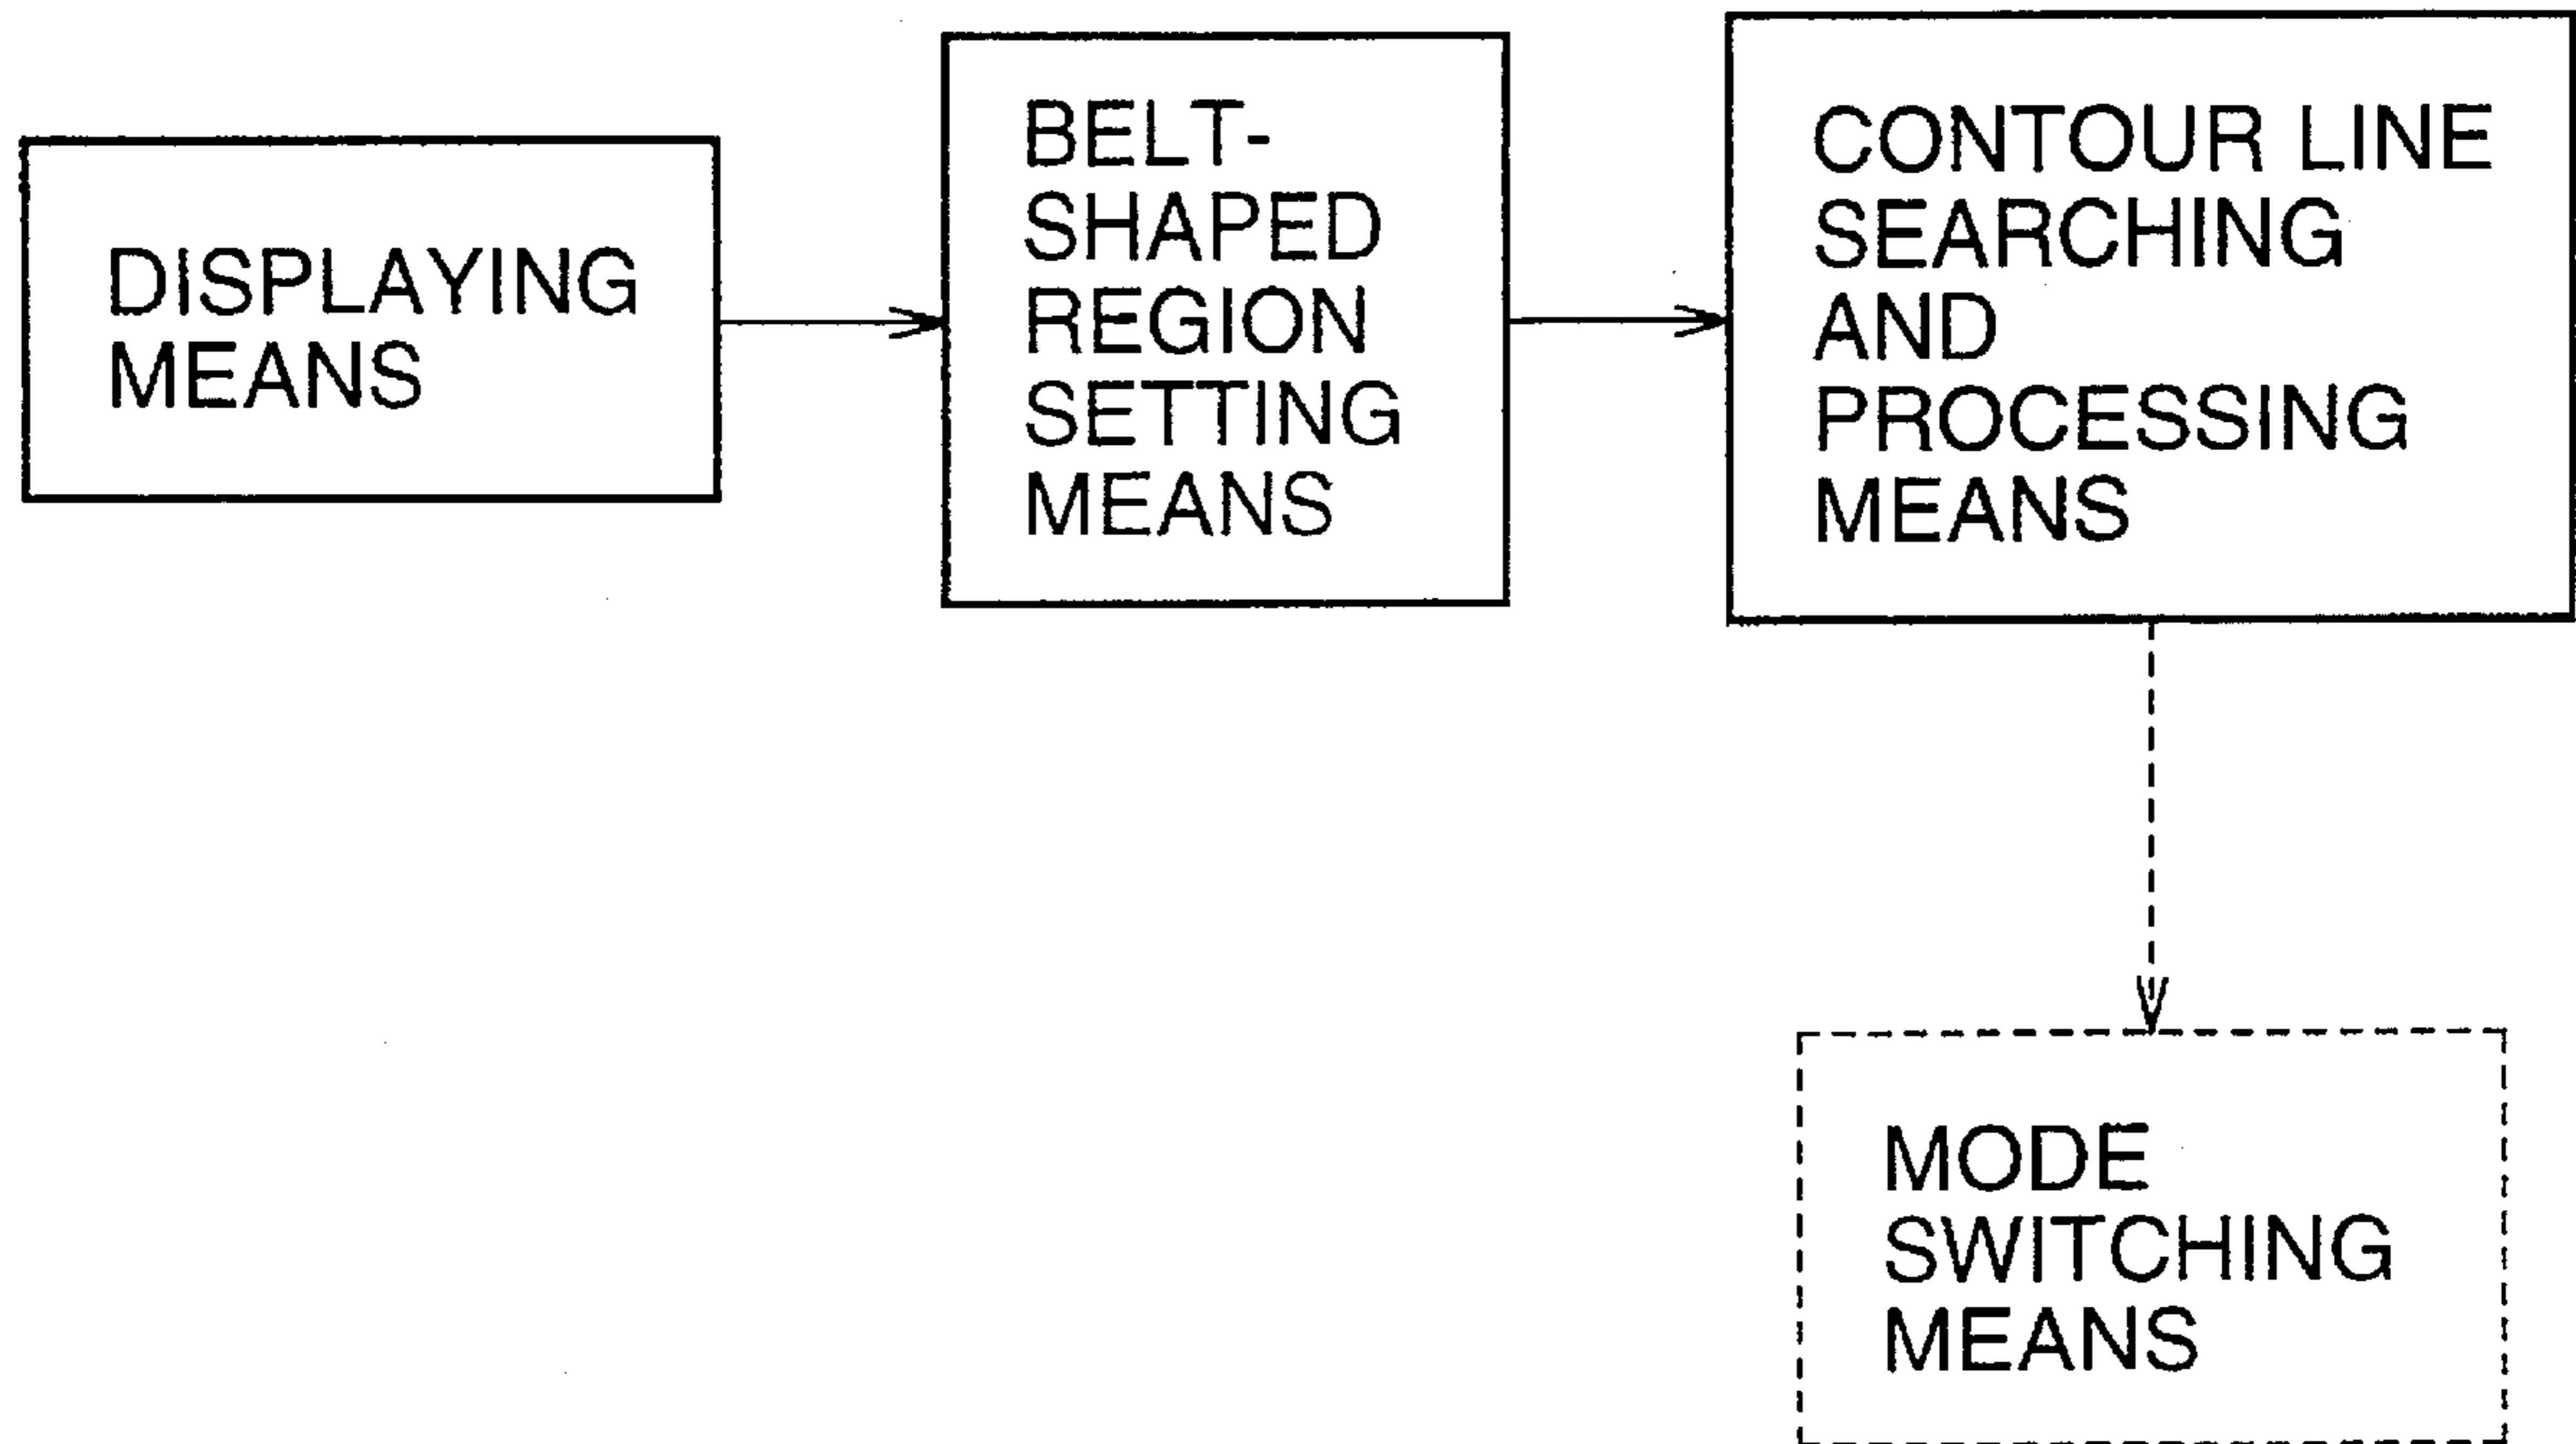 DISPLAYING
MEANS
BELT-
SHAPED
REGION
SETTING
MEANS
CONTOUR LINE
SEARCHING
AND
PROCESSING
MEANS
MODE
SWITCHING
MEANS